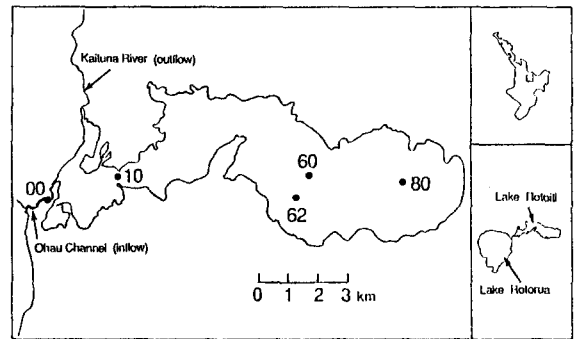 Kaituna River (outflow)
00
10
60
62
80
Ohau Channel (inflow)
0 1 2 3 km
Lake Rotoiti
Lake Rotorua